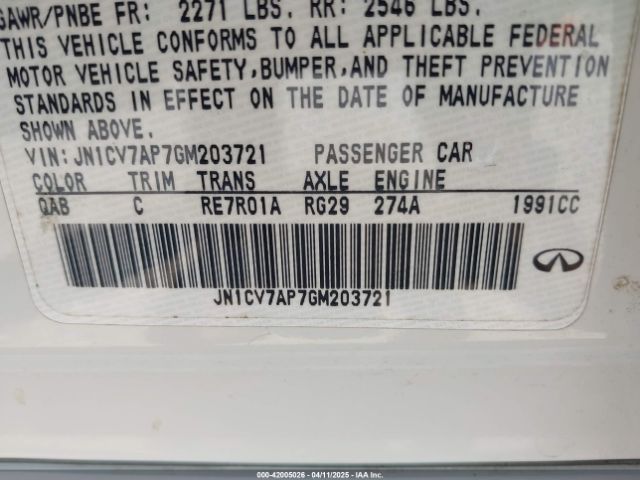 GAWR/PNBE FR: 2271 LBS. RR: 2546 LBS.
THIS VEHICLE CONFORMS TO ALL APPLICABLE FEDERAL
MOTOR VEHICLE SAFETY,BUMPER,AND THEFT PREVENTION
STANDARDS IN EFFECT ON THE DATE OF MANUFACTURE
SHOWN ABOVE.
VIN:JN1CV7AP7GM203721 PASSENGER CAR
COLOR TRIM TRANS AXLE ENGINE
QAB C RE7R01A RG29 274A 1991CC
JN1CV7AP7GM203721
000-42005026 - 04/11/2025 - IAA Inc.